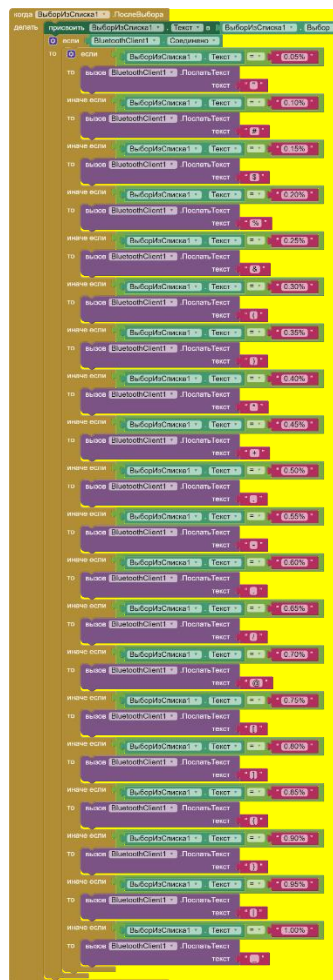 когда ВыборИзСписка1 .ПослеВыбора
делать присвоить ВыборИзСписка1 . Текст в ВыборИзСписка1 . Выбор
если BluetoothClient1 . Соединено
то если ВыборИзСписка1 . Текст = " 0.05% "
то вызов BluetoothClient1 .ПослатьТекст
текст
иначе если ВыборИзСписка1 . Текст = " 0.10% "
то вызов BluetoothClient1 .ПослатьТекст
текст " # "
иначе если ВыборИзСписка1 . Текст = " 0.15% "
то вызов BluetoothClient1 .ПослатьТекст
текст " $ "
иначе если ВыборИзСписка1 . Текст = " 0.20% "
то вызов BluetoothClient1 .ПослатьТекст
текст " % "
иначе если ВыборИзСписка1 . Текст = " 0.25% "
то вызов BluetoothClient1 .ПослатьТекст
текст " & "
иначе если ВыборИзСписка1 . Текст = " 0.30% "
то вызов BluetoothClient1 .ПослатьТекст
текст " ( "
иначе если ВыборИзСписка1 . Текст = " 0.35% "
то вызов BluetoothClient1 .ПослатьТекст
текст " ) "
иначе если ВыборИзСписка1 . Текст = " 0.40% "
то вызов BluetoothClient1 .ПослатьТекст
текст
иначе если ВыборИзСписка1 . Текст = " 0.45% "
то вызов BluetoothClient1 .ПослатьТекст
текст " + "
иначе если ВыборИзСписка1 . Текст = " 0.50% "
то вызов BluetoothClient1 .ПослатьТекст
текст
иначе если ВыборИзСписка1 . Текст = " 0.55% "
то вызов BluetoothClient1 .ПослатьТекст
текст " - "
иначе если ВыборИзСписка1 . Текст = " 0.60% "
то вызов BluetoothClient1 .ПослатьТекст
текст
иначе если ВыборИзСписка1 . Текст = " 0.65% "
то вызов BluetoothClient1 .ПослатьТекст
текст " / "
иначе если ВыборИзСписка1 . Текст = " 0.70% "
то вызов BluetoothClient1 .ПослатьТекст
текст " @ "
иначе если ВыборИзСписка1 . Текст = " 0.75% "
то вызов BluetoothClient1 .ПослатьТекст
текст " [ "
иначе если ВыборИзСписка1 . Текст = " 0.80% "
то вызов BluetoothClient1 .ПослатьТекст
текст " ] "
иначе если ВыборИзСписка1 . Текст = " 0.85% "
то вызов BluetoothClient1 .ПослатьТекст
текст " { "
иначе если ВыборИзСписка1 . Текст = " 0.90% "
то вызов BluetoothClient1 .ПослатьТекст
текст " } "
иначе если ВыборИзСписка1 . Текст = " 0.95% "
то вызов BluetoothClient1 .ПослатьТекст
текст " | "
иначе если ВыборИзСписка1 . Текст = " 1.00% "
то вызов BluetoothClient1 .ПослатьТекст
текст